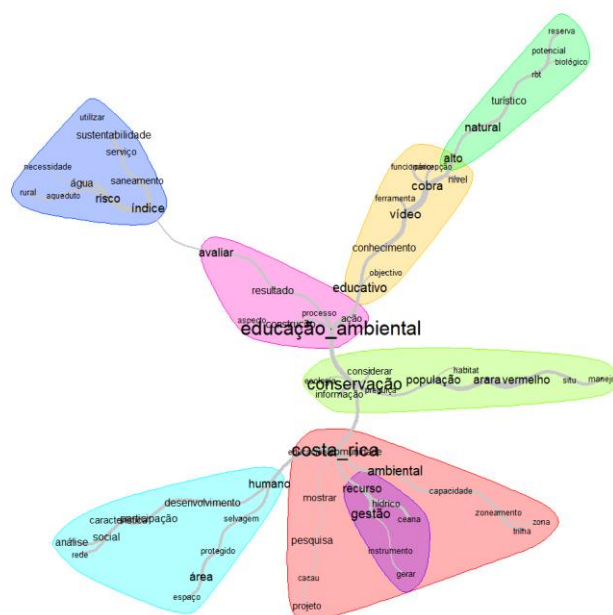 reserva
potencial
biológico
rbt
turístico
natural
alto
nível
cobra
ferramenta
vídeo
conhecimento
objectivo
educativo
utilizar
sustentabilidade
serviço
necessidade
saneamento
água
rural
aqueduto
risco
índice
avaliar
resultado
processo
aspecto
construção
ação
educação_ambiental
considerar
habitat
conservação
população
arara vermelho
situ
manejo
informação
preguiça
costa_rica
comunidade
humano
ambiental
recurso
capacidade
desenvolvimento
mostrar
hídrico
zoneamento
zona
característica
participação
selvagem
gestão
ceana
trilha
análise
social
pesquisa
rede
protegido
instrumento
área
cacau
gerar
espaço
projeto